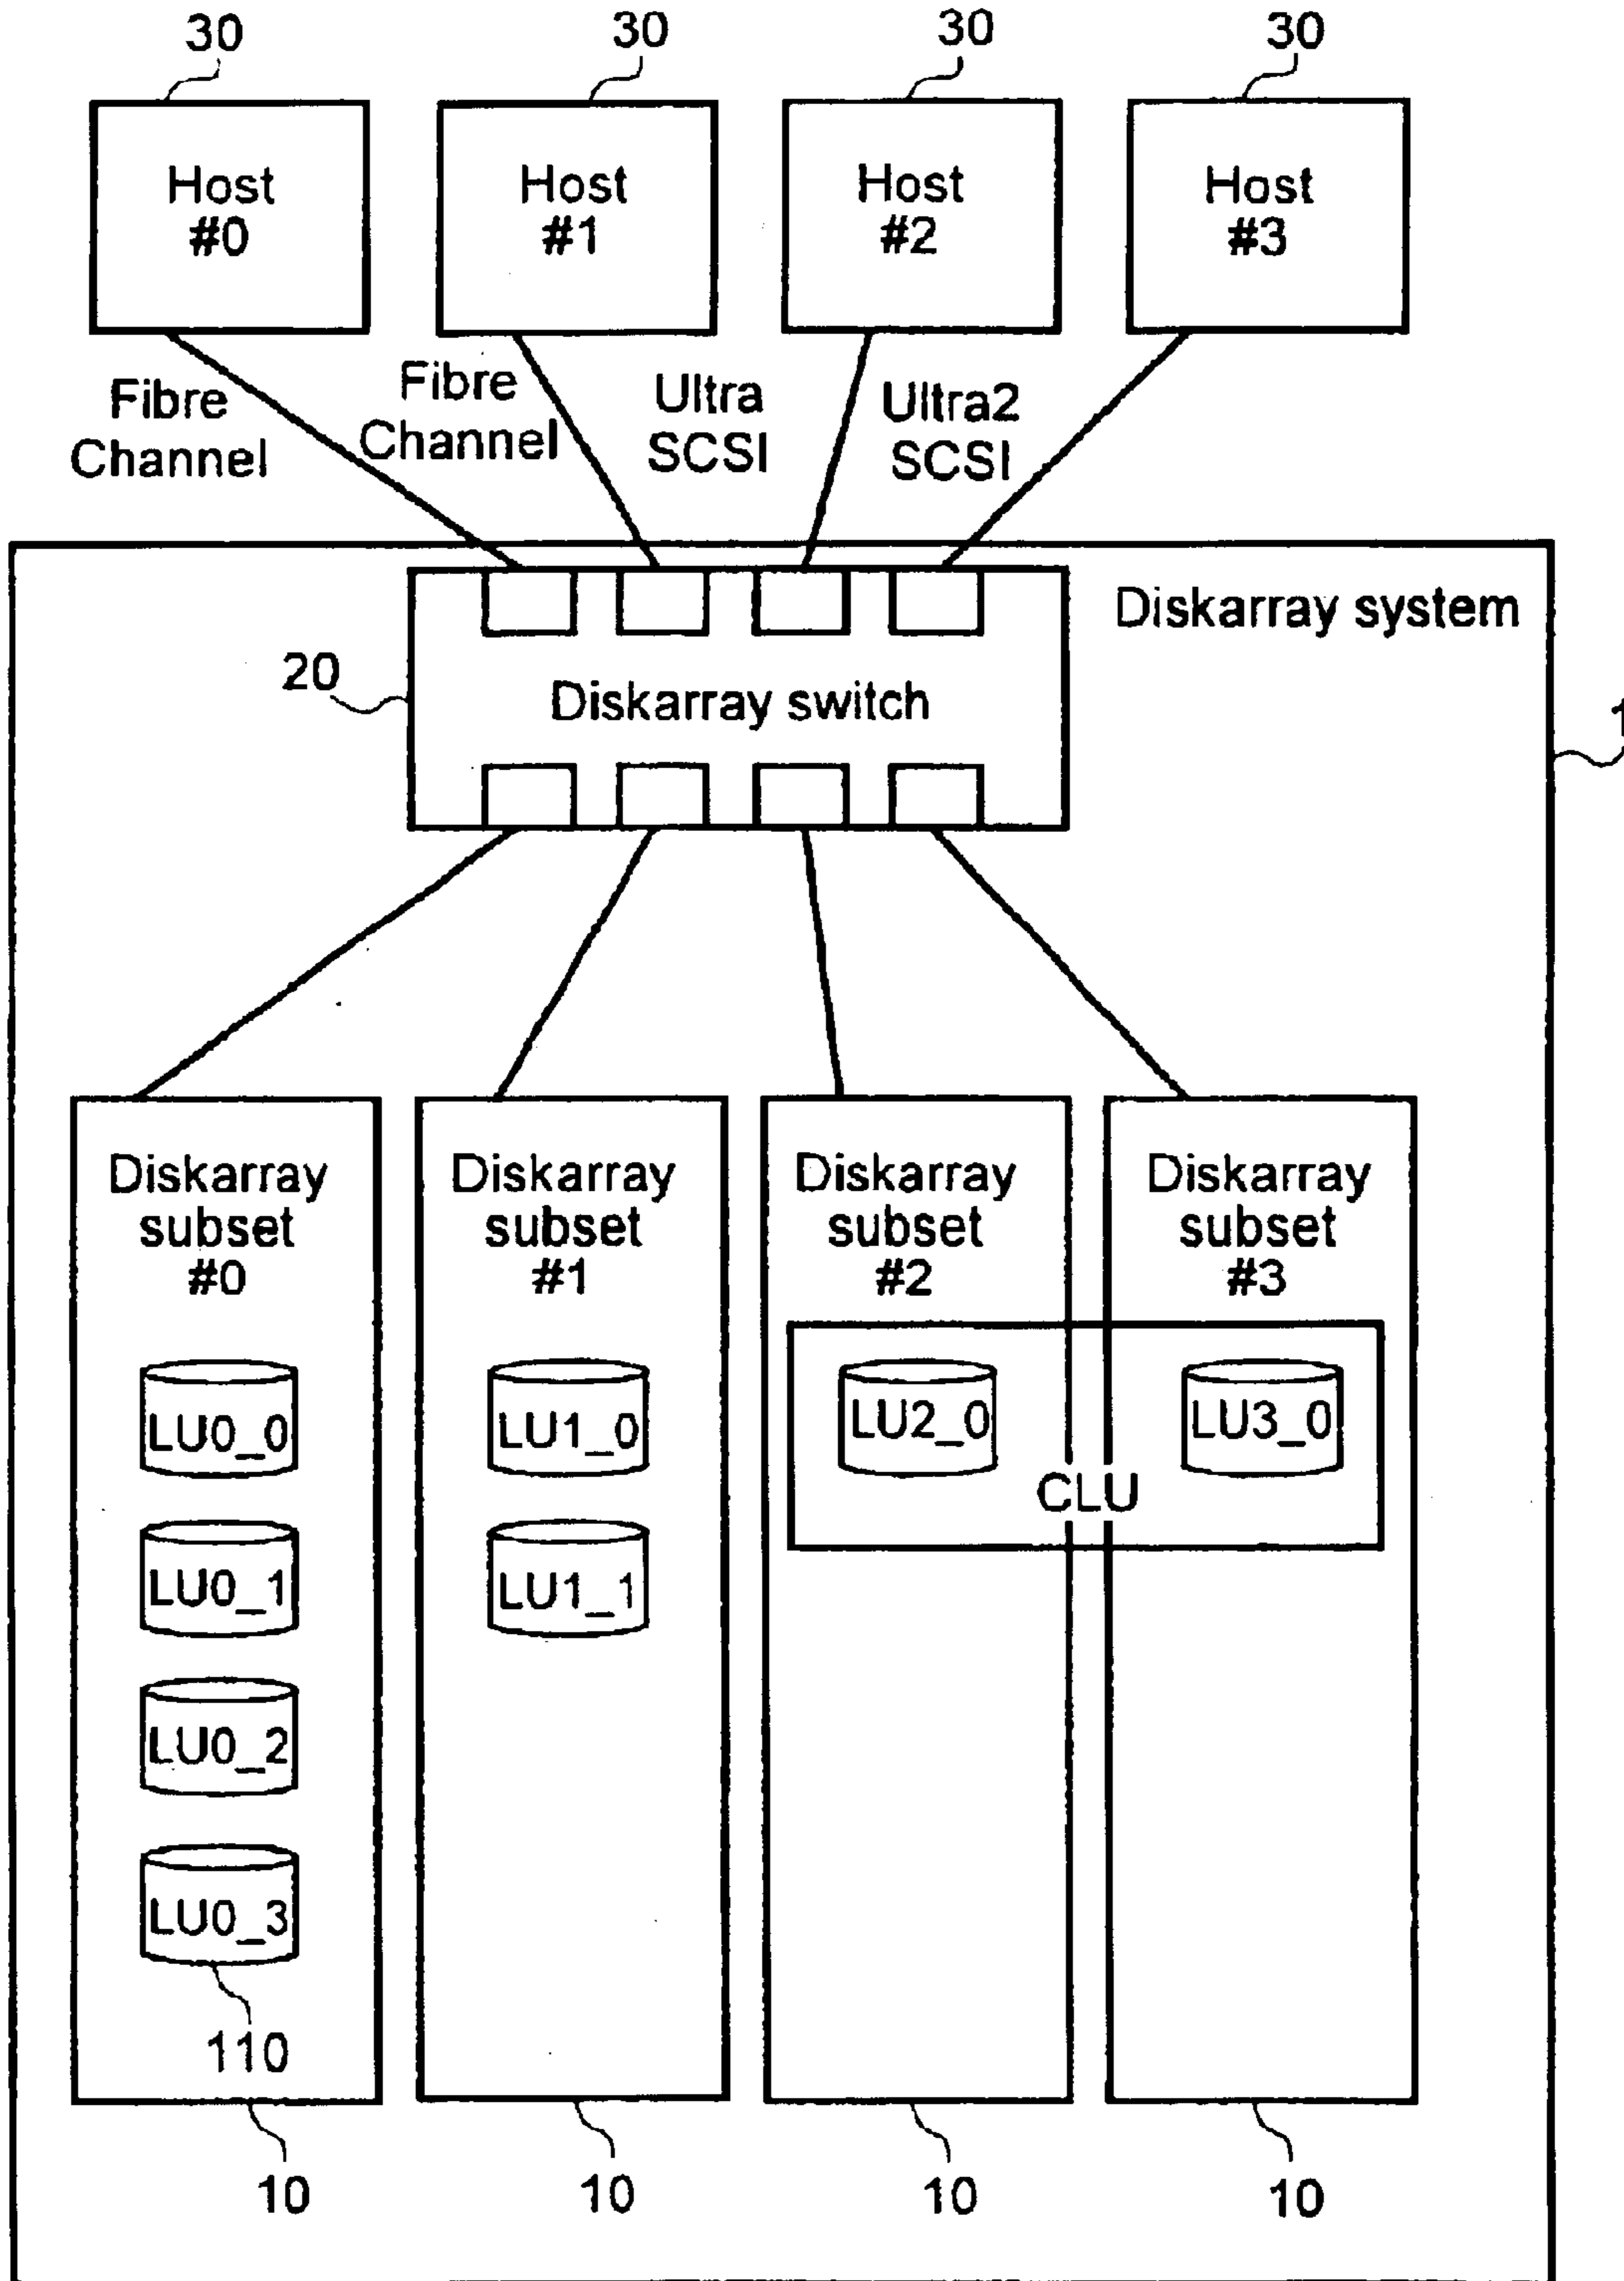 30
30
30
30
Host
#0
Host
#1
Host
#2
Host
#3
Fibre
Channel
Fibre
Channel
Ultra
SCSI
Ultra2
SCSI
Diskarray system
20
Diskarray switch
1
Diskarray
subset
#0
Diskarray
subset
#1
Diskarray
subset
#2
Diskarray
subset
#3
LU0_0
LU1_0
LU2_0
LU3_0
CLU
LU0_1
LU1_1
LU0_2
LU0_3
110
10
10
10
10